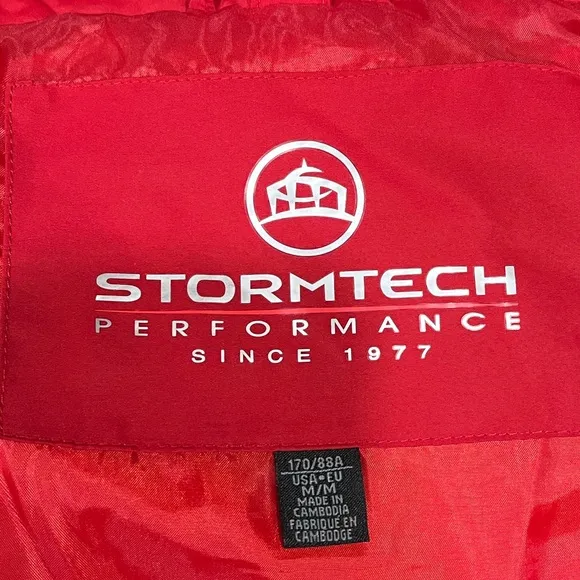 STORMTECH
PERFORMANCE
SINCE 1977
170/88A
USA•EU
M/M
MADE IN
CAMBODIA
FABRIQUE EN
CAMBODGE